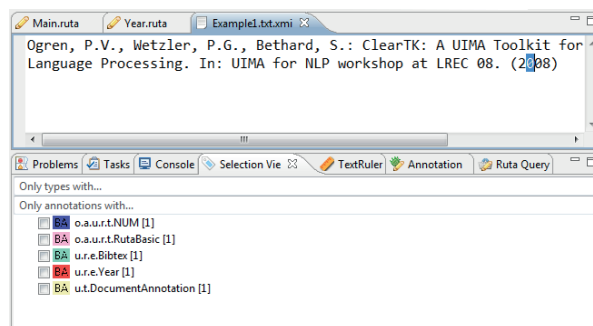 Main.ruta Year.ruta Example1.txt.xmi
Ogren, P.V., Wetzler, P.G., Bethard, S.: ClearTK: A UIMA Toolkit for
Language Processing. In: UIMA for NLP workshop at LREC 08. (2008)
Problems Tasks Console Selection Vie TextRuler Annotation Ruta Query
Only types with...
Only annotations with...
BA o.a.u.r.t.NUM [1]
BA o.a.u.r.t.RutaBasic [1]
BA u.r.e.Bibtex [1]
BA u.r.e.Year [1]
BA u.t.DocumentAnnotation [1]